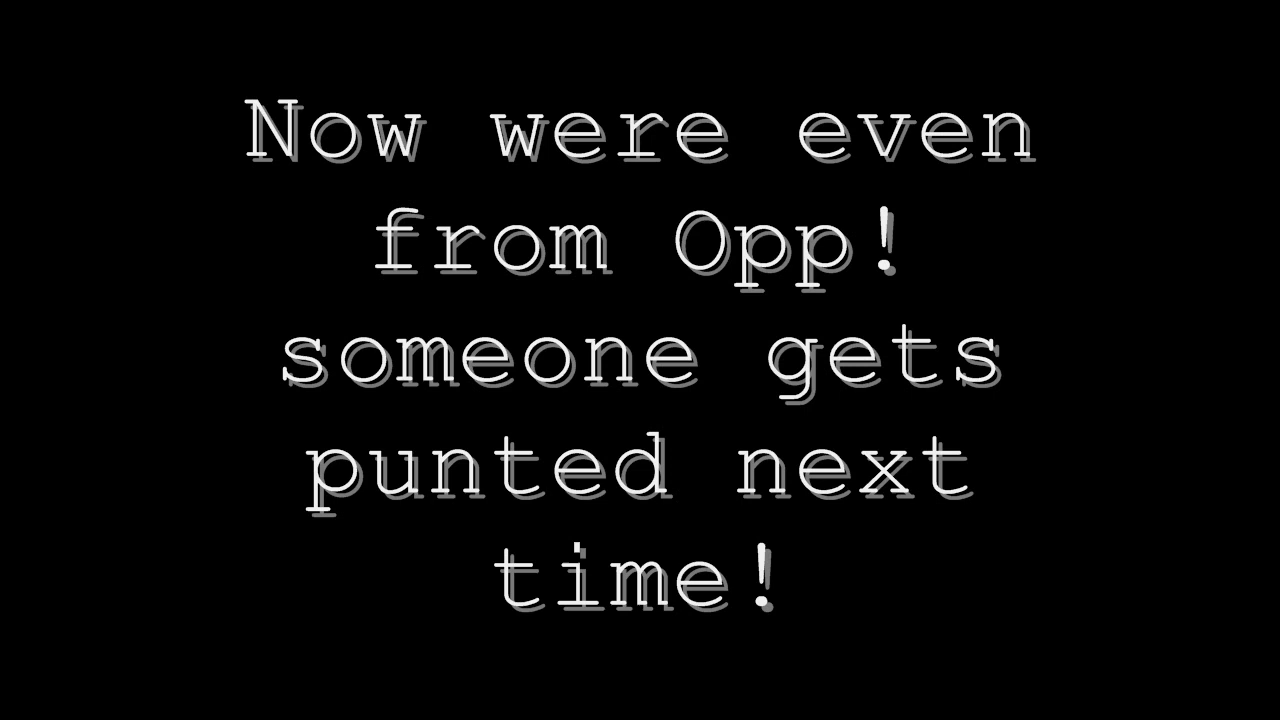 Now were even
from Opp!
someone gets
punted next
time!